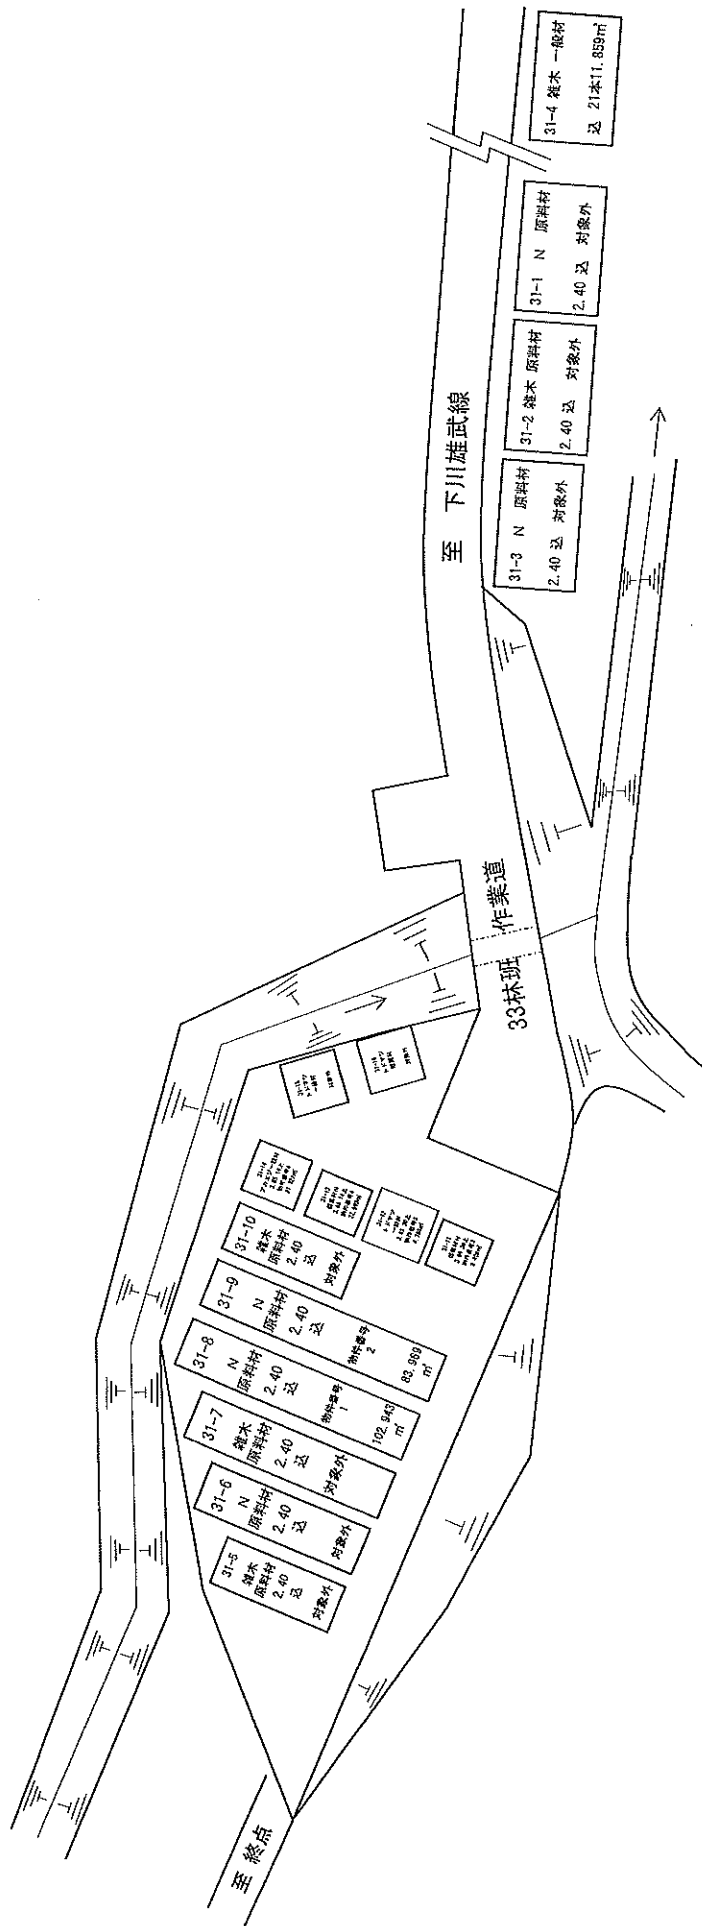 31-4 雑木 一般材
込 21本11.859㎥
31-1 N 原料材
2.40 込 対象外
31-2 雑木 原料材
2.40 込 対象外
31-3 N 原料材
2.40 込 対象外
至 下川雄武線
33林班 作業道
31-10
雑木
原料材
2.40
込
対象外
31-9
N
原料材
2.40
込
物件番号
2
83.969
㎥
31-8
N
原料材
2.40
込
物件番号
1
102.943
㎥
31-7
雑木
原料材
2.40
込
対象外
31-6
N
原料材
2.40
込
対象外
31-5
雑木
原料材
2.40
込
対象外
至 終点